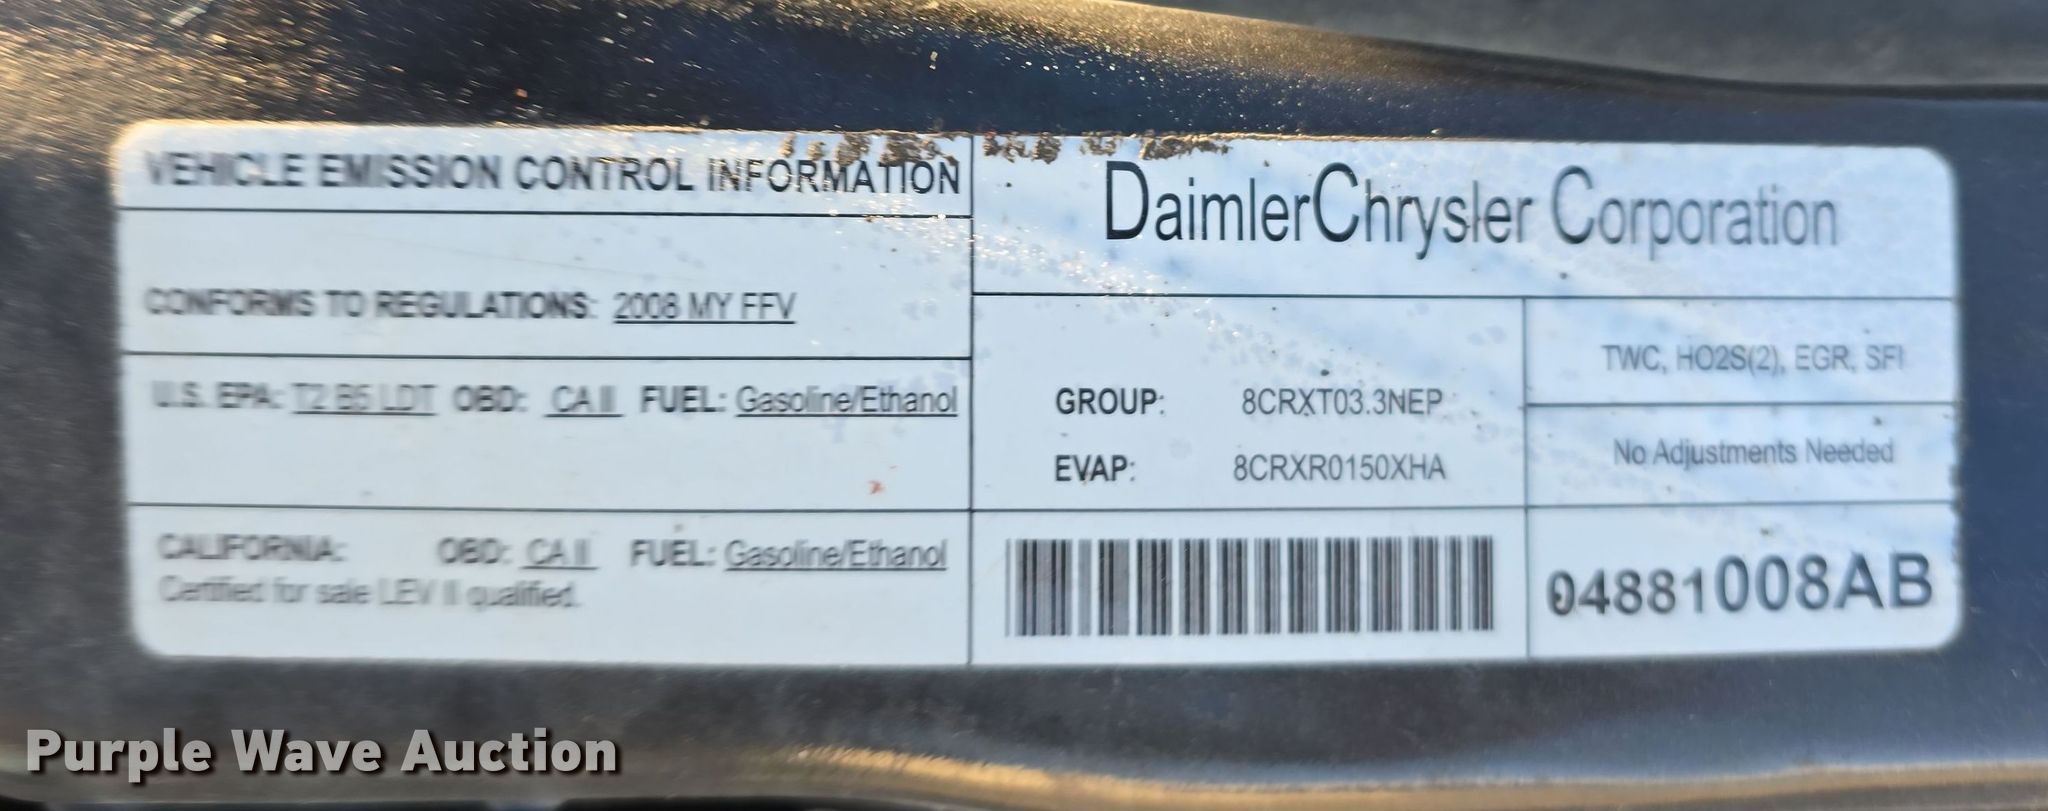 VEHICLE EMISSION CONTROL INFORMATION
CONFORMS TO REGULATIONS: 2008 MY FFV
U.S. EPA: T2 B5 LDT OBD: CA II FUEL: Gasoline/Ethanol
CALIFORNIA: OBD: CA II FUEL: Gasoline/Ethanol
Certified for sale LEV II qualified.
DaimlerChrysler Corporation
GROUP: 8CRXT03.3NEP
EVAP: 8CRXR0150XHA
TWC, HO2S(2), EGR, SFI
No Adjustments Needed
04881008AB
Purple Wave Auction